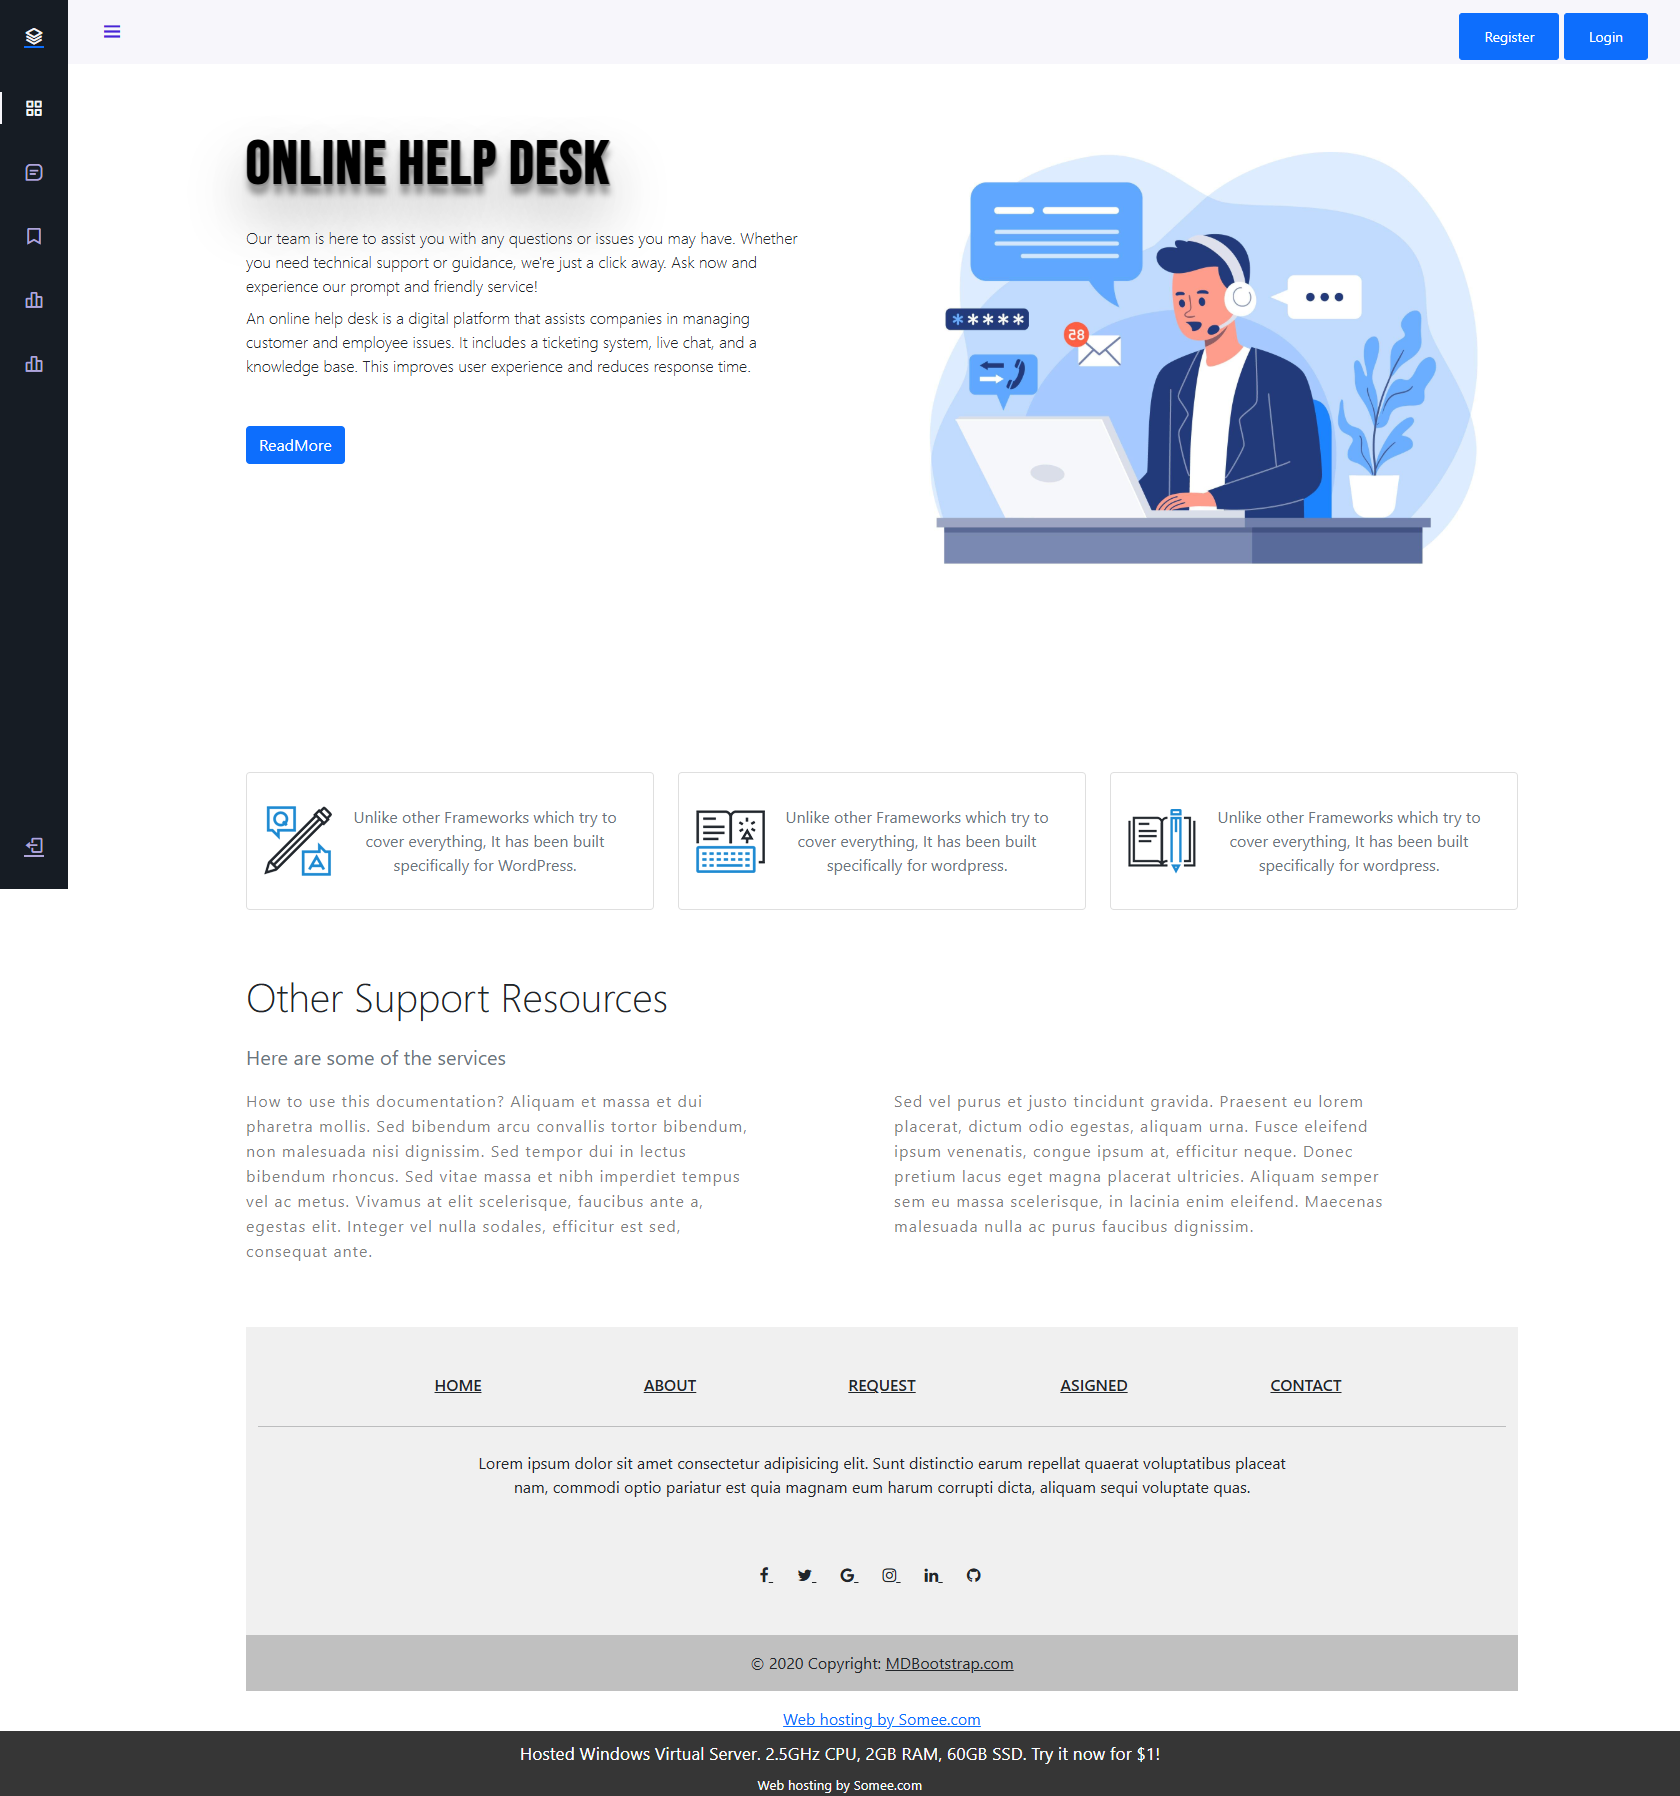 Register
Login
ONLINE HELP DESK
Our team is here to assist you with any questions or issues you may have. Whether
you need technical support or guidance, we're just a click away. Ask now and
experience our prompt and friendly service!
An online help desk is a digital platform that assists companies in managing
customer and employee issues. It includes a ticketing system, live chat, and a
knowledge base. This improves user experience and reduces response time.
ReadMore
*****
Q
A
Unlike other Frameworks which try to
cover everything, It has been built
specifically for WordPress.
Unlike other Frameworks which try to
cover everything, It has been built
specifically for wordpress.
Unlike other Frameworks which try to
cover everything, It has been built
specifically for wordpress.
Other Support Resources
Here are some of the services
How to use this documentation? Aliquam et massa et dui
pharetra mollis. Sed bibendum arcu convallis tortor bibendum,
non malesuada nisi dignissim. Sed tempor dui in lectus
bibendum rhoncus. Sed vitae massa et nibh imperdiet tempus
vel ac metus. Vivamus at elit scelerisque, faucibus ante a,
egestas elit. Integer vel nulla sodales, efficitur est sed,
consequat ante.
Sed vel purus et justo tincidunt gravida. Praesent eu lorem
placerat, dictum odio egestas, aliquam urna. Fusce eleifend
ipsum venenatis, congue ipsum at, efficitur neque. Donec
pretium lacus eget magna placerat ultricies. Aliquam semper
sem eu massa scelerisque, in lacinia enim eleifend. Maecenas
malesuada nulla ac purus faucibus dignissim.
HOME
ABOUT
REQUEST
ASIGNED
CONTACT
Lorem ipsum dolor sit amet consectetur adipisicing elit. Sunt distinctio earum repellat quaerat voluptatibus placeat
nam, commodi optio pariatur est quia magnam eum harum corrupti dicta, aliquam sequi voluptate quas.
© 2020 Copyright: MDBootstrap.com
Web hosting by Somee.com
Hosted Windows Virtual Server. 2.5GHz CPU, 2GB RAM, 60GB SSD. Try it now for $1!
Web hosting by Somee.com